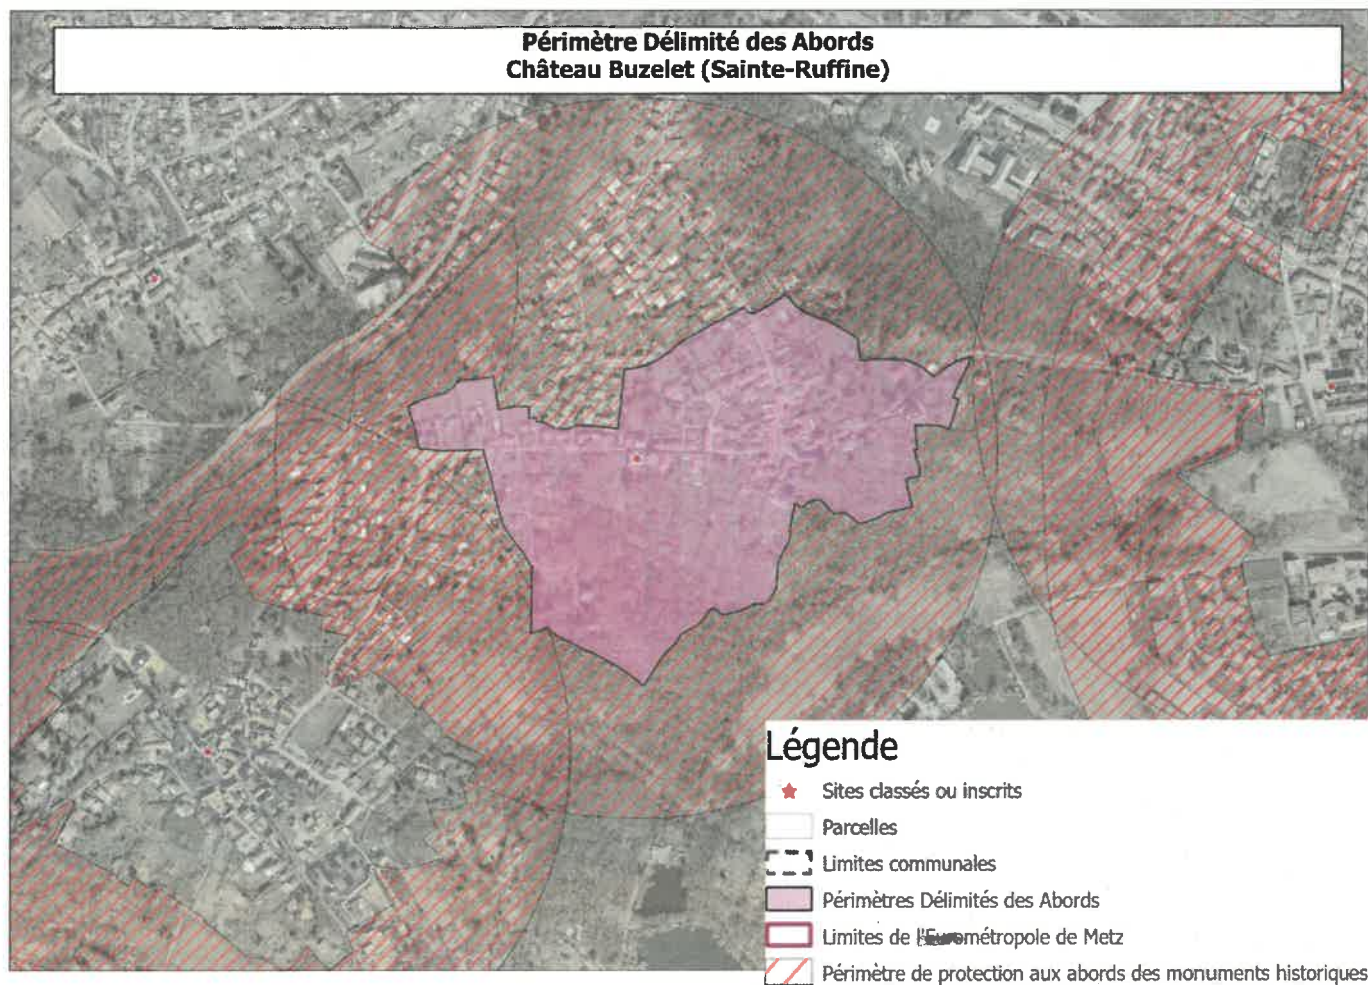 Périmètre Délimité des Abords
Château Buzelet (Sainte-Ruffine)
Légende
Sites classés ou inscrits
Parcelles
Limites communales
Périmètres Délimités des Abords
Limites de l'Eurométropole de Metz
Périmètre de protection aux abords des monuments historiques